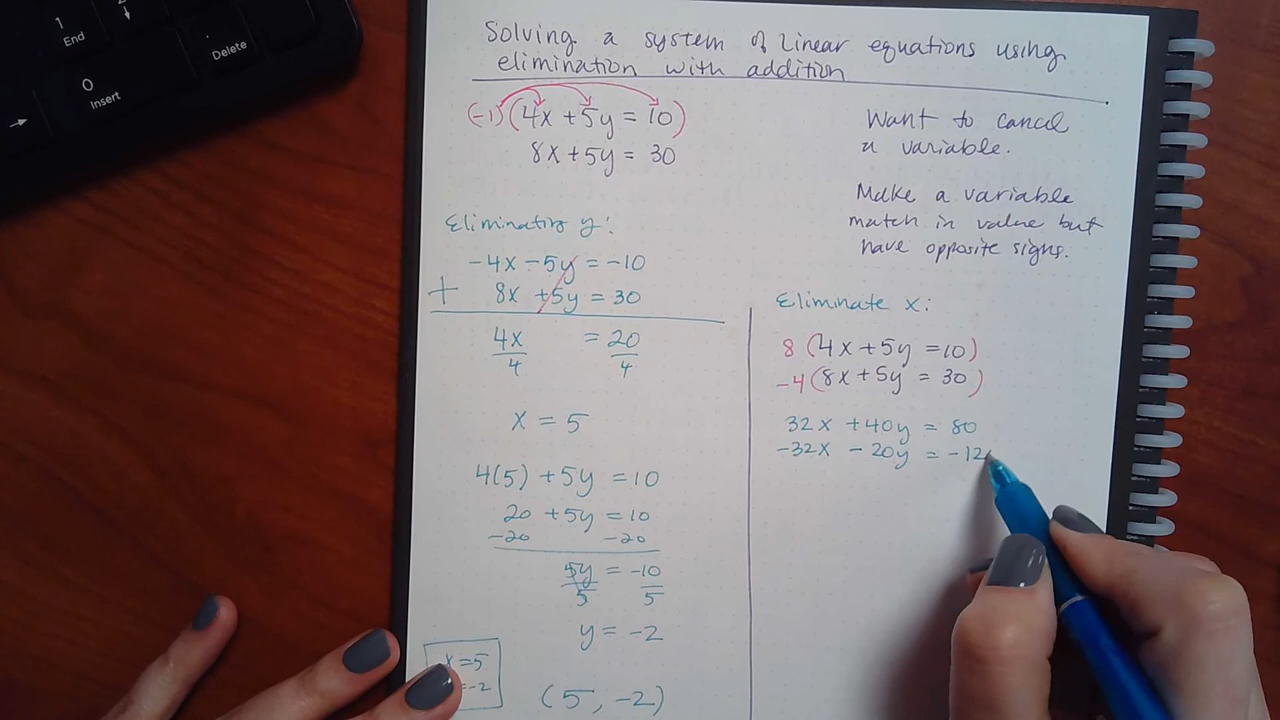 1
End
↓
.
Delete
0
Insert
→
Solving a system of linear equations using
elimination with addition
(-1)(4x + 5y = 10)
8x + 5y = 30
Want to cancel
a variable.
Make a variable
match in value but
have opposite signs.
Eliminating y:
-4x - 5y = -10
+ 8x + 5y = 30
4x = 20
4 4
x = 5
4(5) + 5y = 10
20 + 5y = 10
-20 -20
5y = -10
5 5
y = -2
x = 5
= -2
(5, -2)
Eliminate x:
8 (4x + 5y = 10)
-4 (8x + 5y = 30)
32x + 40y = 80
-32x - 20y = -12